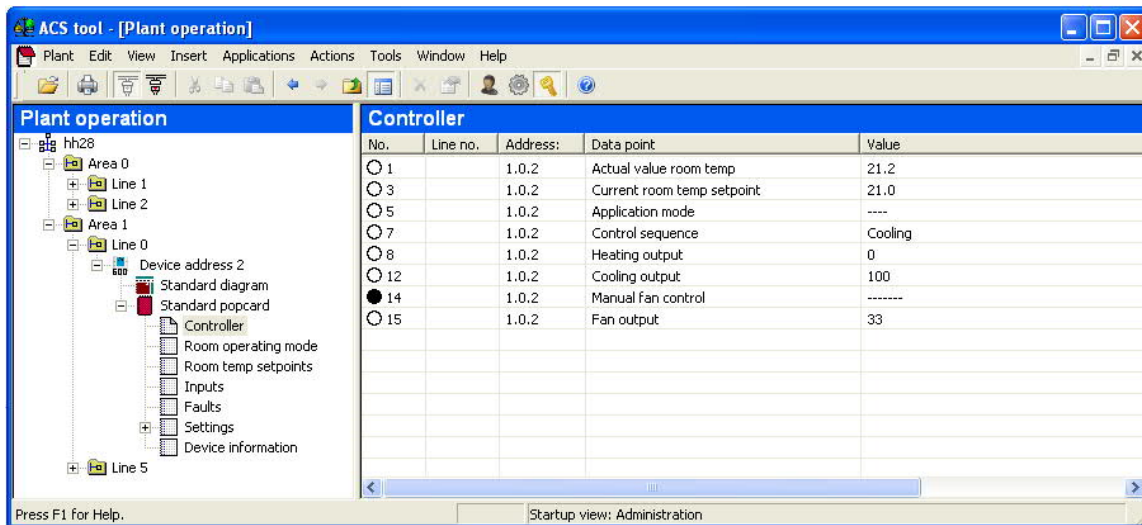 ACS tool - [Plant operation]
Plant Edit View Insert Applications Actions Tools Window Help
Plant operation
hh28
Area 0
Line 1
Line 2
Area 1
Line 0
Device address 2
Standard diagram
Standard popcard
Controller
Room operating mode
Room temp setpoints
Inputs
Faults
Settings
Device information
Line 5
Controller
No. Line no. Address: Data point Value
1 1.0.2 Actual value room temp 21.2
3 1.0.2 Current room temp setpoint 21.0
5 1.0.2 Application mode ----
7 1.0.2 Control sequence Cooling
8 1.0.2 Heating output 0
12 1.0.2 Cooling output 100
14 1.0.2 Manual fan control -------
15 1.0.2 Fan output 33
Press F1 for Help. Startup view: Administration